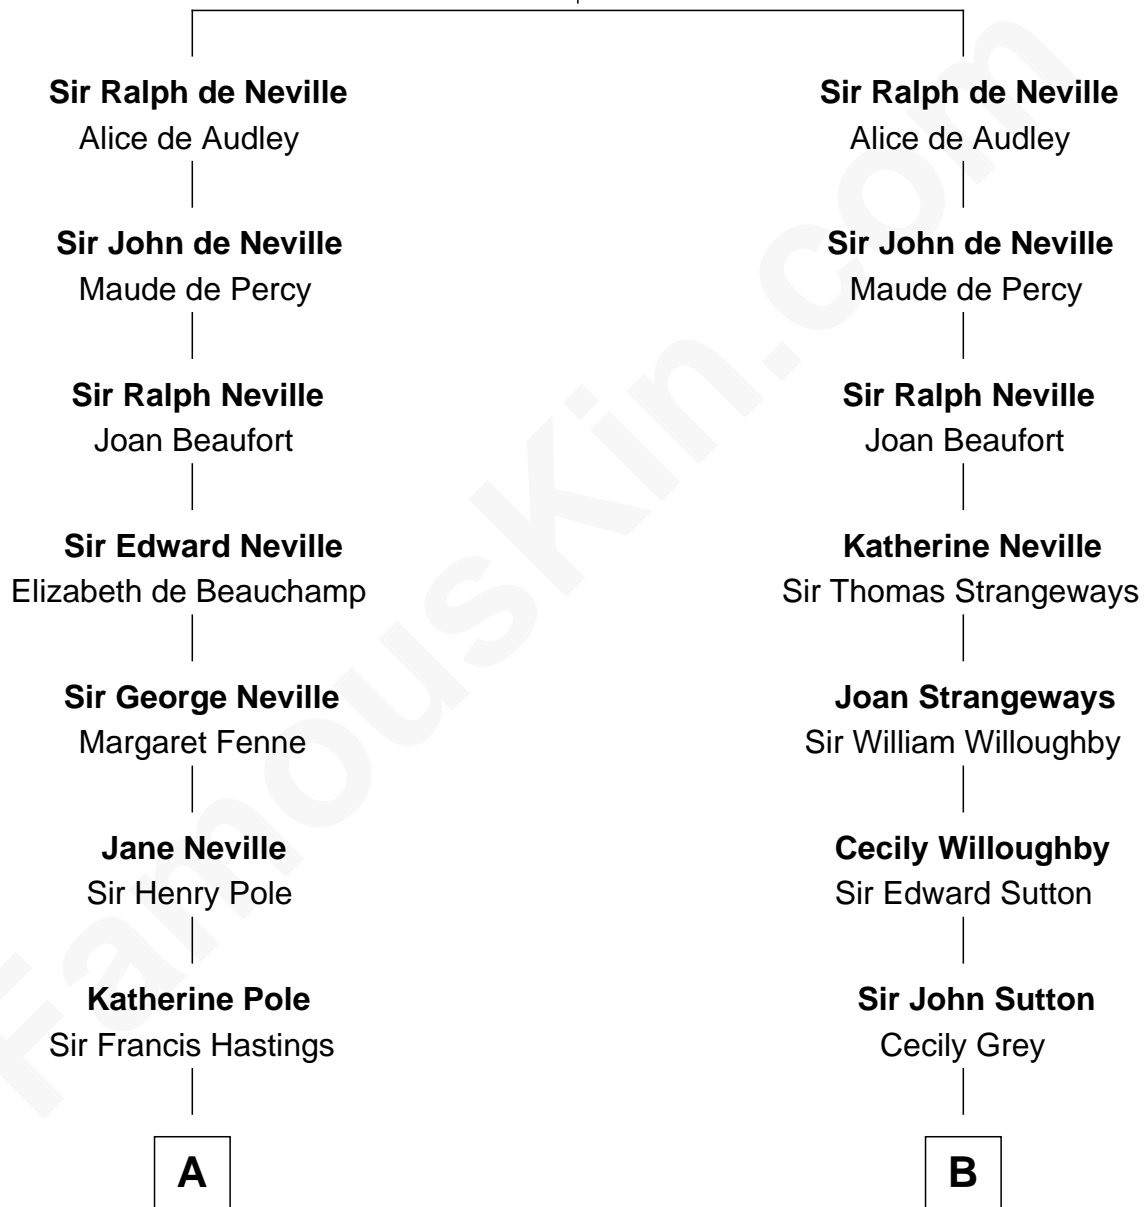 Sir Ralph de Neville
Alice de Audley
Sir John de Neville
Maude de Percy
Sir Ralph Neville
Joan Beaufort
Sir Edward Neville
Elizabeth de Beauchamp
Sir George Neville
Margaret Fenne
Jane Neville
Sir Henry Pole
Katherine Pole
Sir Francis Hastings
A
Sir Ralph de Neville
Alice de Audley
Sir John de Neville
Maude de Percy
Sir Ralph Neville
Joan Beaufort
Katherine Neville
Sir Thomas Strangeways
Joan Strangeways
Sir William Willoughby
Cecily Willoughby
Sir Edward Sutton
Sir John Sutton
Cecily Grey
B
FamousKin.com